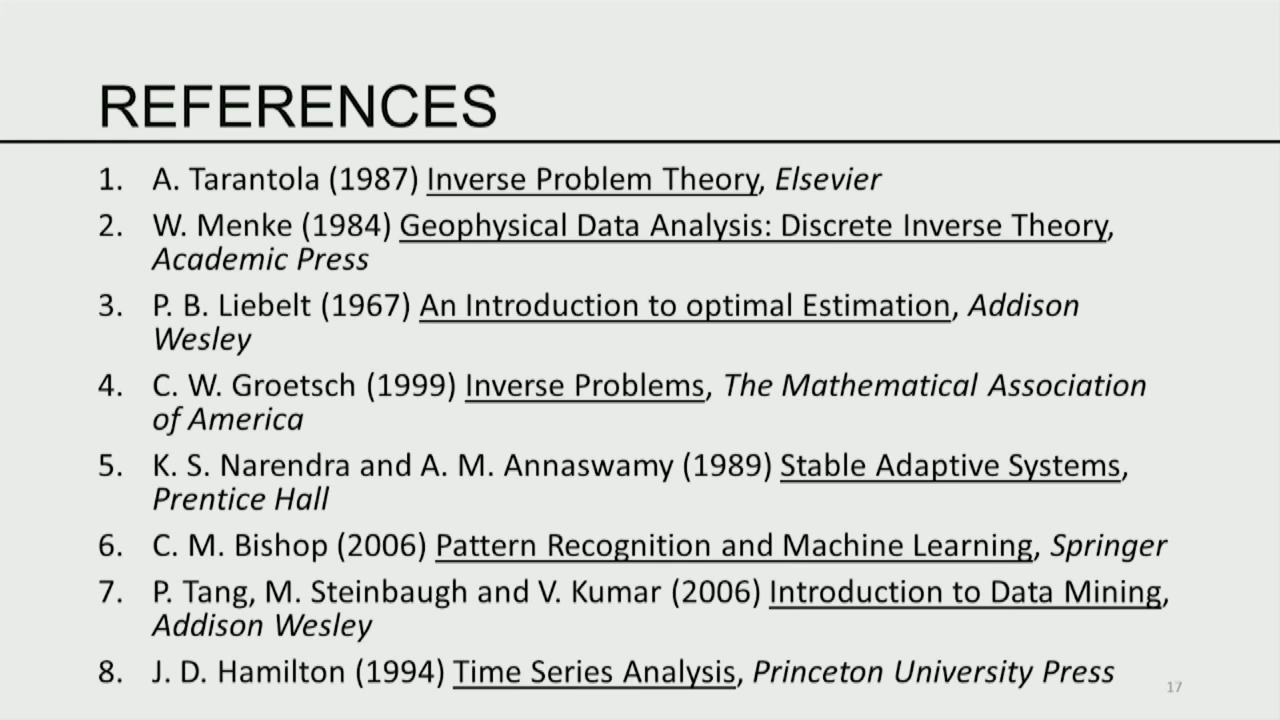 REFERENCES
1. A. Tarantola (1987) Inverse Problem Theory, Elsevier
2. W. Menke (1984) Geophysical Data Analysis: Discrete Inverse Theory,
Academic Press
3. P. B. Liebelt (1967) An Introduction to optimal Estimation, Addison
Wesley
4. C. W. Groetsch (1999) Inverse Problems, The Mathematical Association
of America
5. K. S. Narendra and A. M. Annaswamy (1989) Stable Adaptive Systems,
Prentice Hall
6. C. M. Bishop (2006) Pattern Recognition and Machine Learning, Springer
7. P. Tang, M. Steinbaugh and V. Kumar (2006) Introduction to Data Mining,
Addison Wesley
8. J. D. Hamilton (1994) Time Series Analysis, Princeton University Press
17